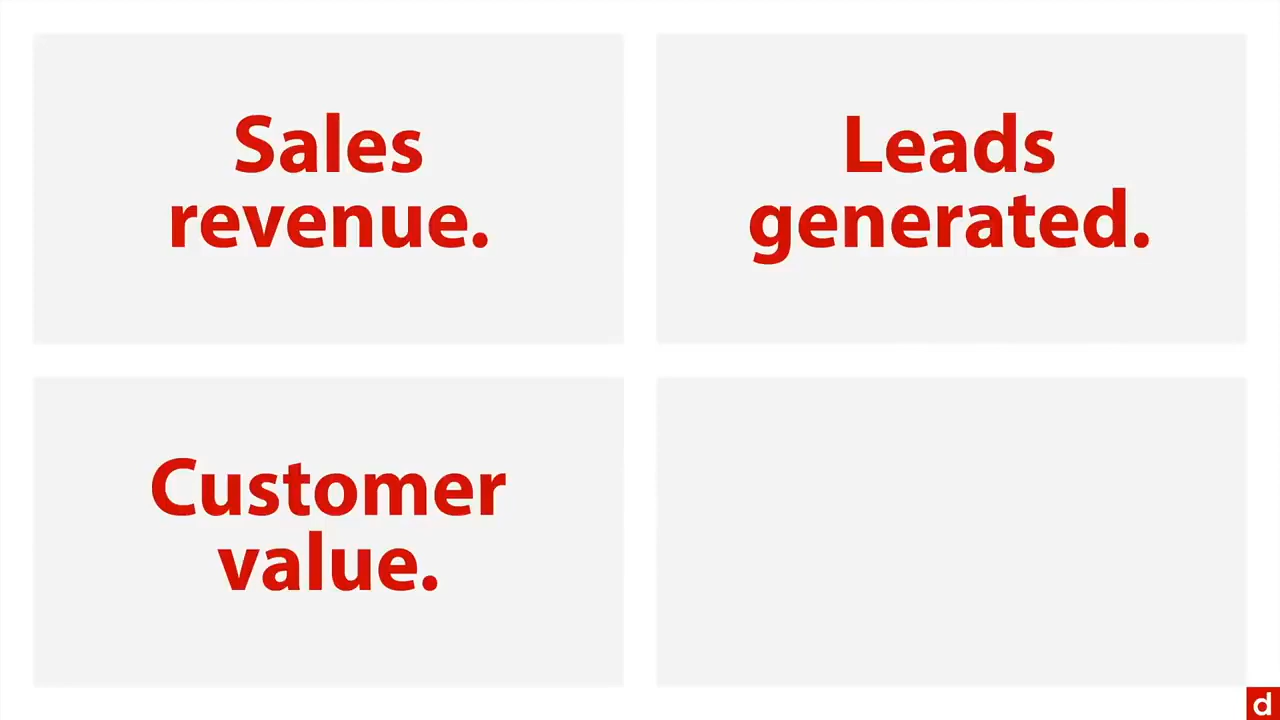 Sales
revenue.
Leads
generated.
Customer
value.
d